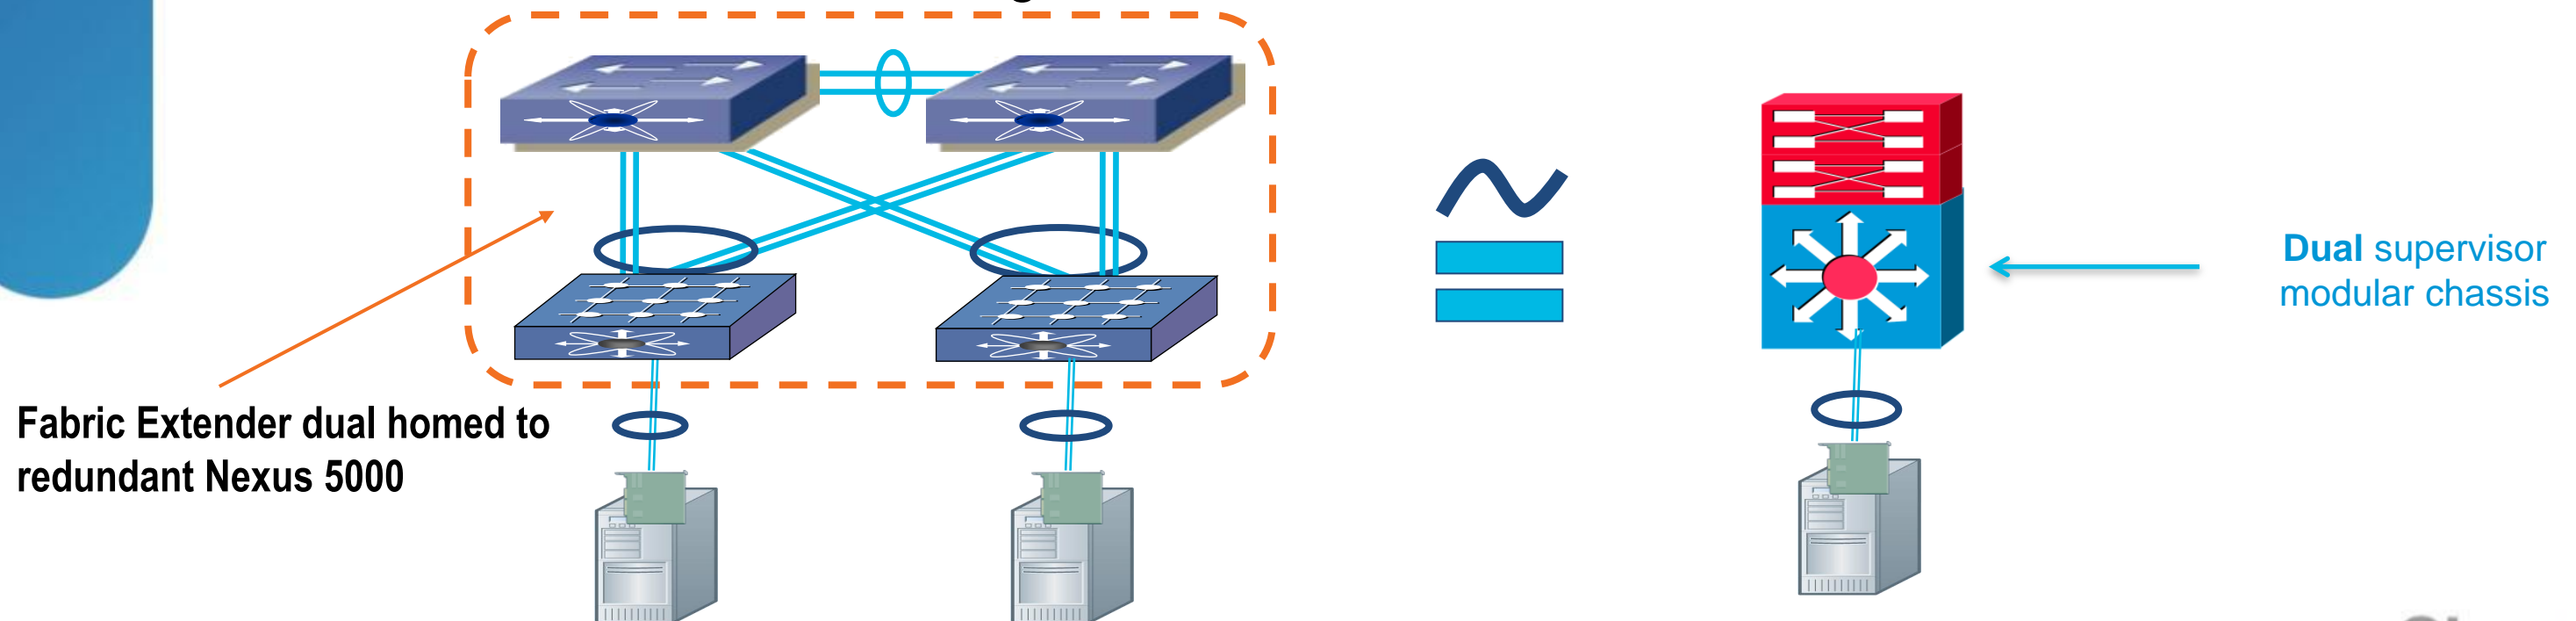 Fabric Extender dual homed to
redundant Nexus 5000
Dual supervisor
modular chassis